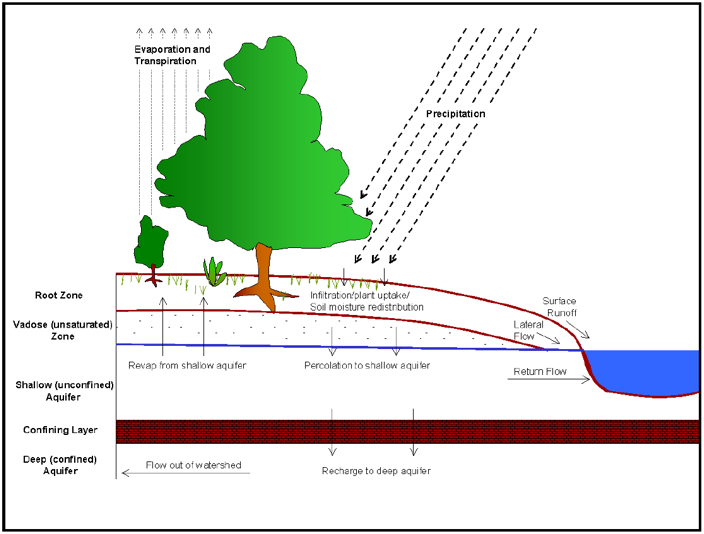 Evaporation and
Transpiration
Precipitation
Root Zone
Infiltration/plant uptake/
Soil moisture redistribution
Surface
Runoff
Lateral
Flow
Vadose (unsaturated)
Zone
Revap from shallow aquifer
Percolation to shallow aquifer
Return Flow
Shallow (unconfined)
Aquifer
Confining Layer
Deep (confined)
Aquifer
Flow out of watershed
Recharge to deep aquifer